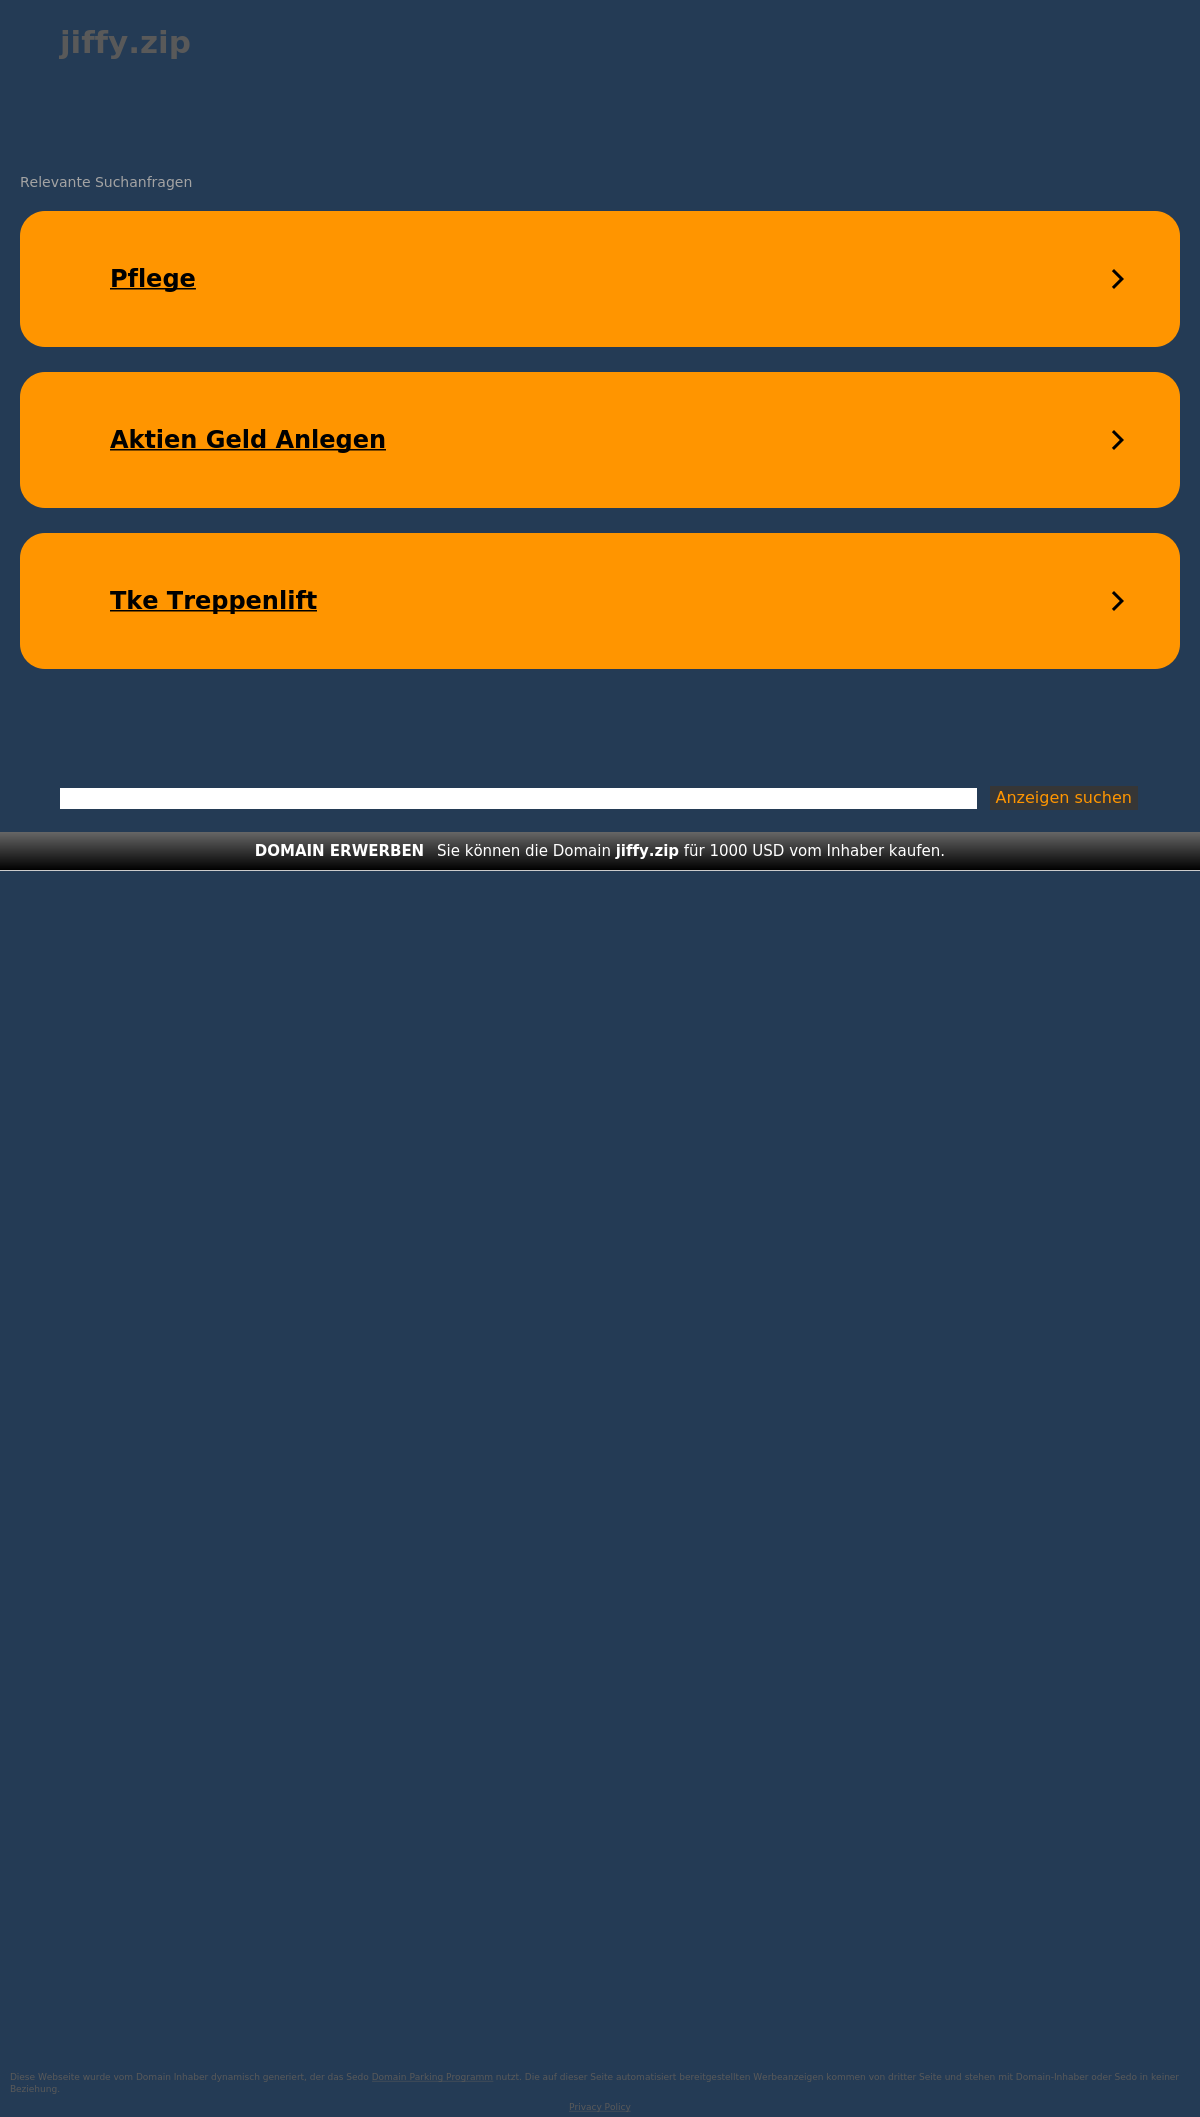 jiffy.zip
Relevante Suchanfragen
Pflege
Aktien Geld Anlegen
Tke Treppenlift
Anzeigen suchen
DOMAIN ERWERBEN Sie können die Domain jiffy.zip für 1000 USD vom Inhaber kaufen.
Diese Webseite wurde vom Domain Inhaber dynamisch generiert, der das Sedo Domain Parking Programm nutzt. Die auf dieser Seite automatisiert bereitgestellten Werbeanzeigen kommen von dritter Seite und stehen mit Domain-Inhaber oder Sedo in keiner
Beziehung.
Privacy Policy